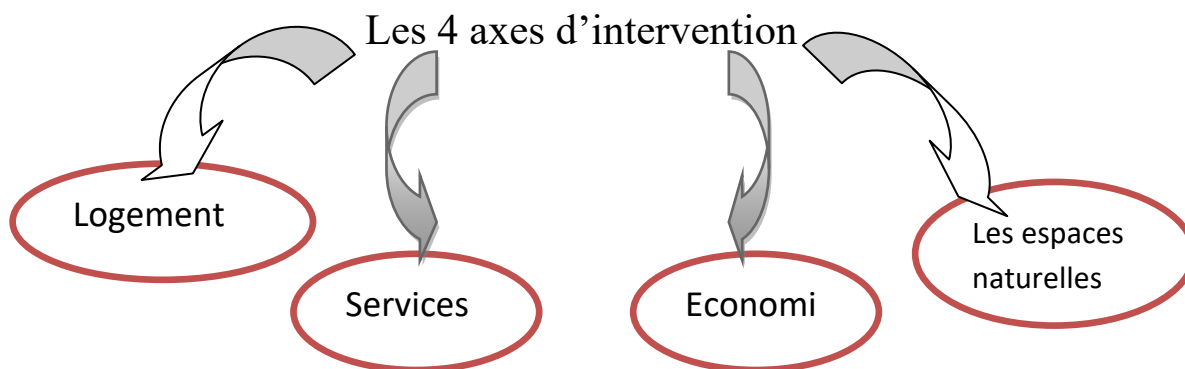 Les 4 axes d’intervention
Logement
Services
Economi
Les espaces
naturelles